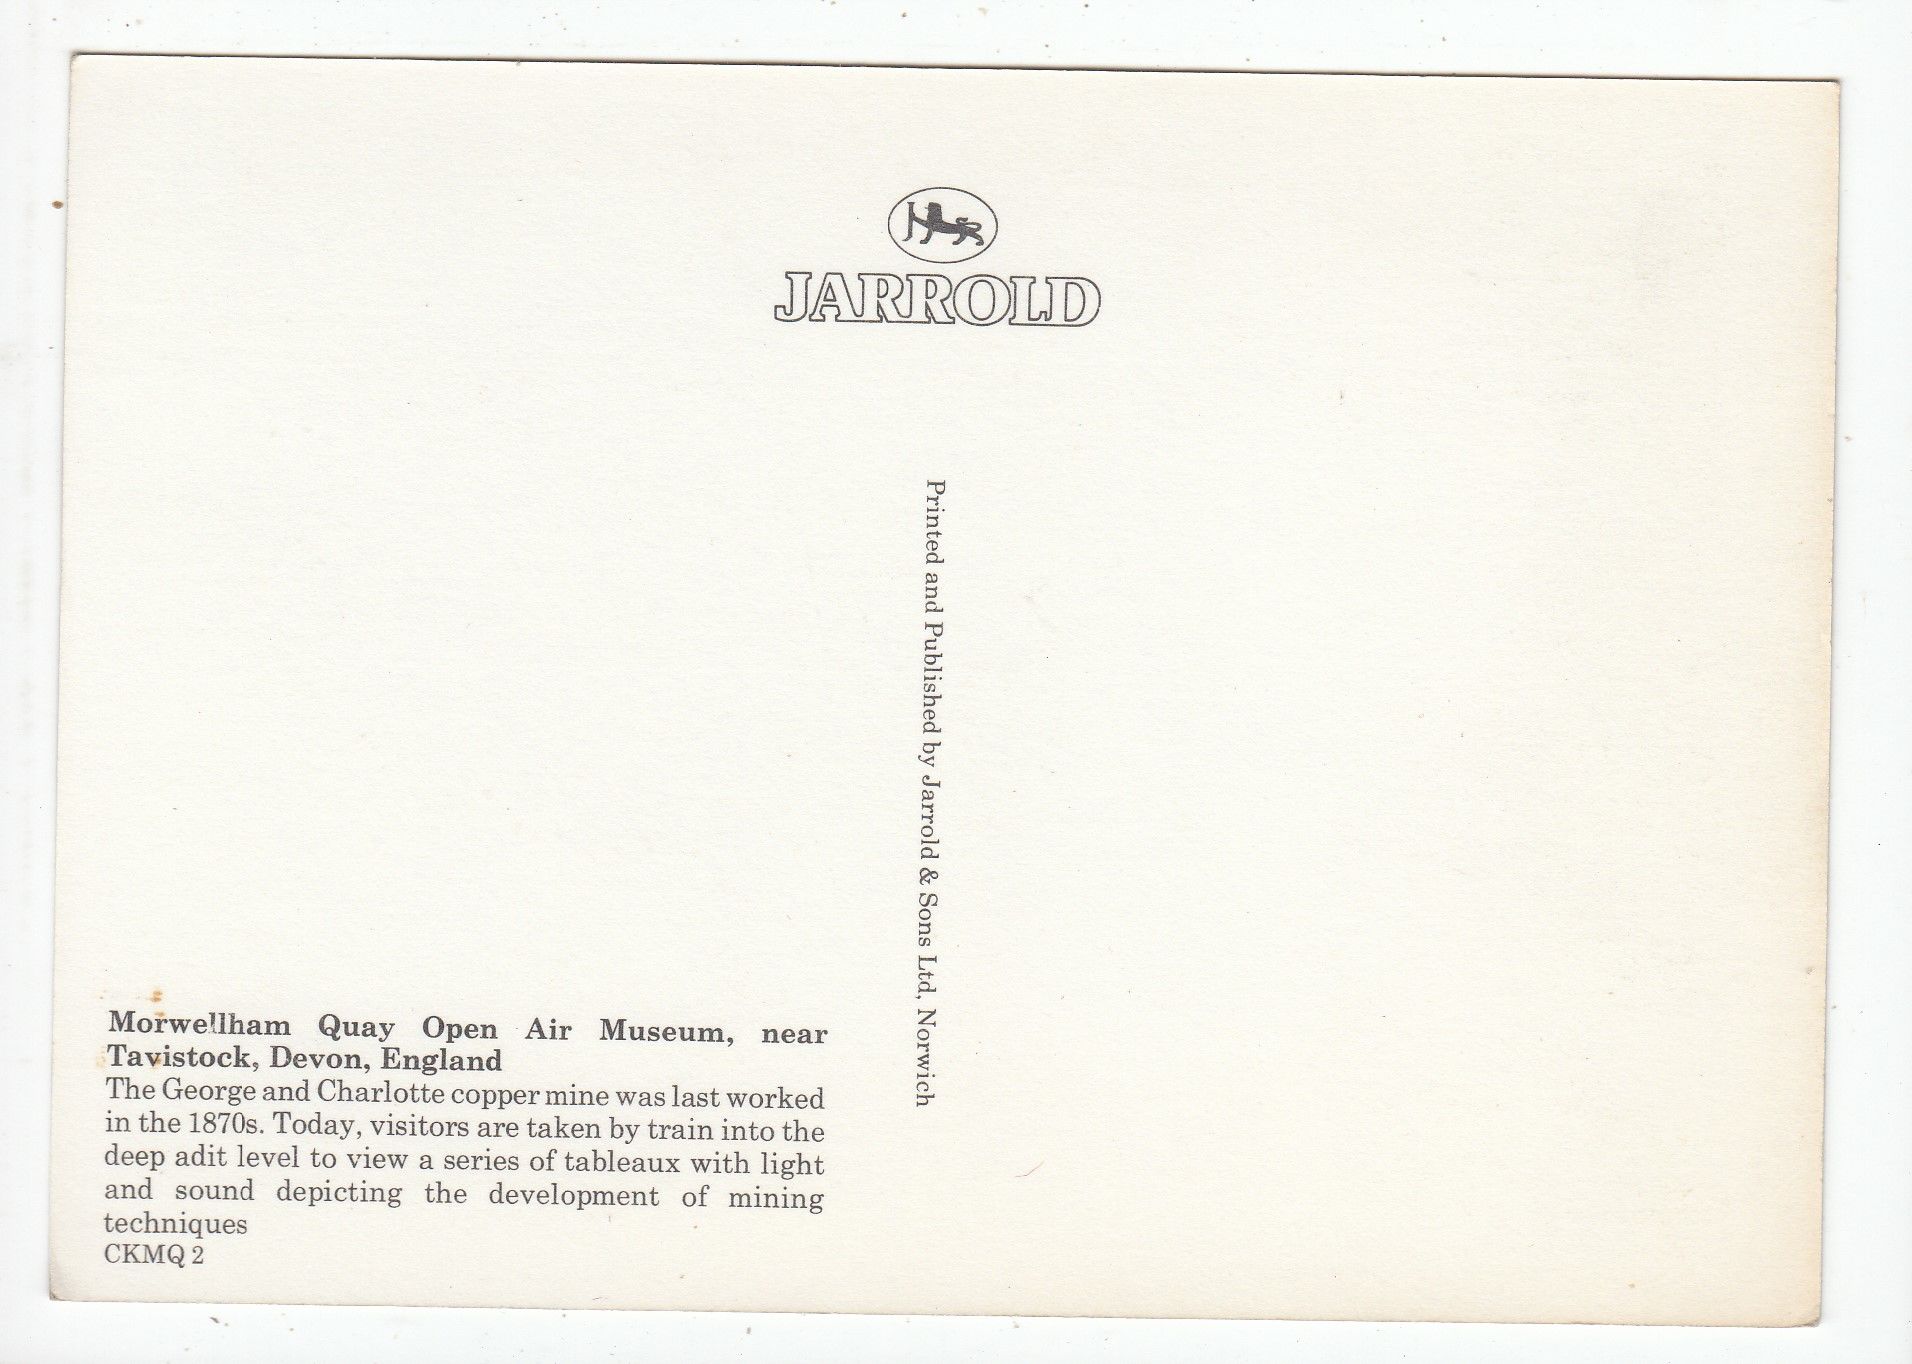 JARROLD
Printed and Published by Jarrold & Sons Ltd, Norwich
Morwellham Quay Open Air Museum, near
Tavistock, Devon, England
The George and Charlotte copper mine was last worked
in the 1870s. Today, visitors are taken by train into the
deep adit level to view a series of tableaux with light
and sound depicting the development of mining
techniques
CKMQ 2